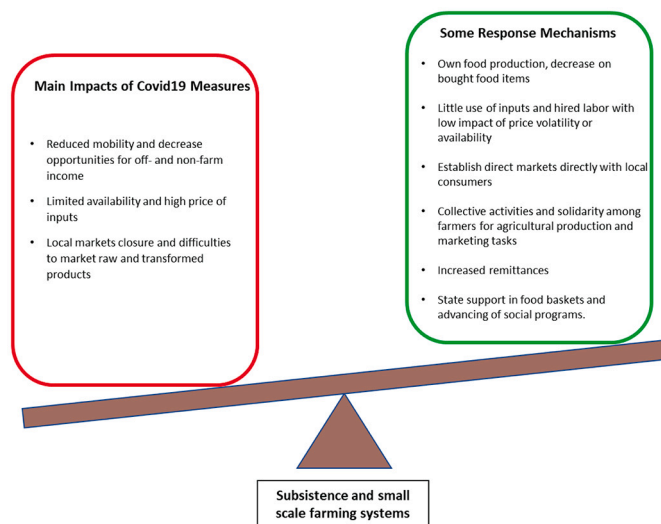 Main Impacts of Covid19 Measures
• Reduced mobility and decrease
opportunities for off- and non-farm
income
• Limited availability and high price of
inputs
• Local markets closure and difficulties
to market raw and transformed
products
Some Response Mechanisms
• Own food production, decrease on
bought food items
• Little use of inputs and hired labor with
low impact of price volatility or
availability
• Establish direct markets directly with local
consumers
• Collective activities and solidarity among
farmers for agricultural production and
marketing tasks
• Increased remittances
• State support in food baskets and
advancing of social programs.
Subsistence and small
scale farming systems